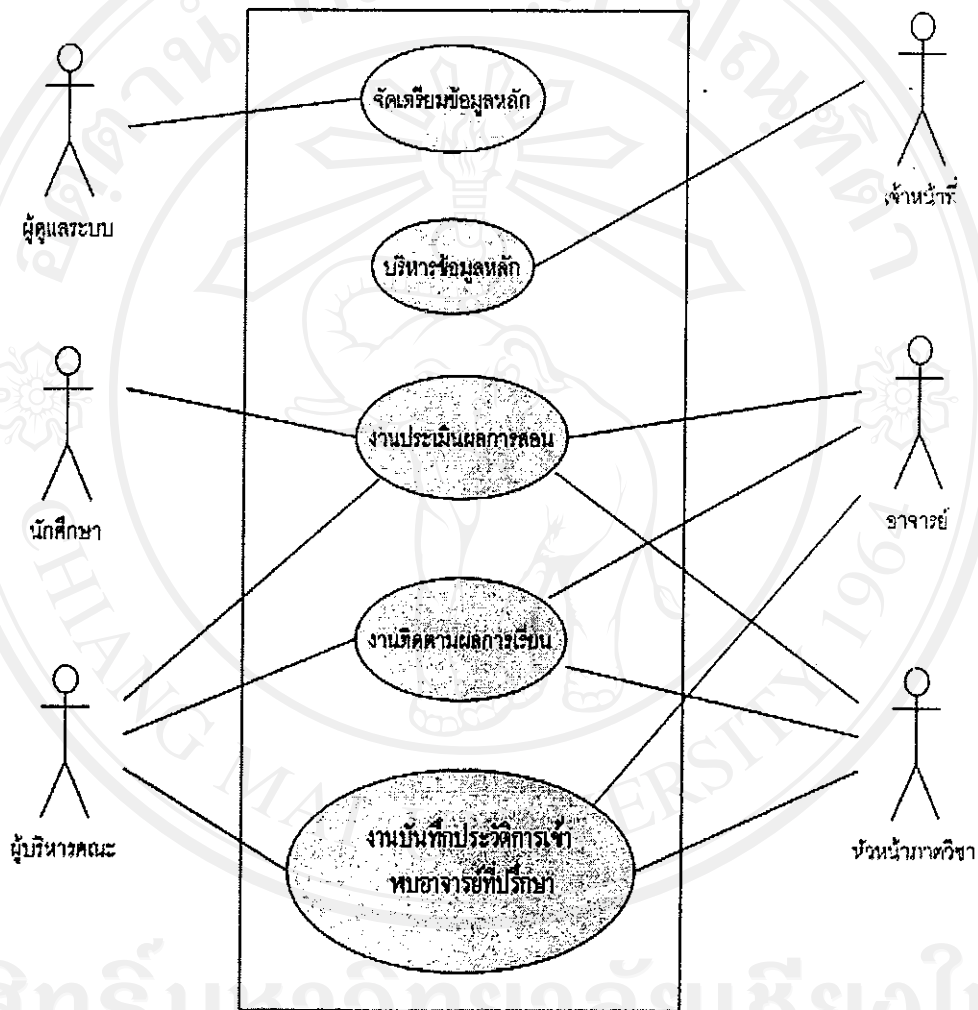 จัดเตรียมข้อมูลหลัก
เจ้าหน้าที่
ผู้ดูแลระบบ
บริหารข้อมูลหลัก
งานประเมินผลการสอน
นักศึกษา
อาจารย์
งานติดตามผลการเรียน
ผู้บริหารคณะ
งานบันทึกประวัติการเข้า
พบอาจารย์ที่ปรึกษา
หัวหน้าภาควิชา
CHIANG MAI UNIVERSITY 1964